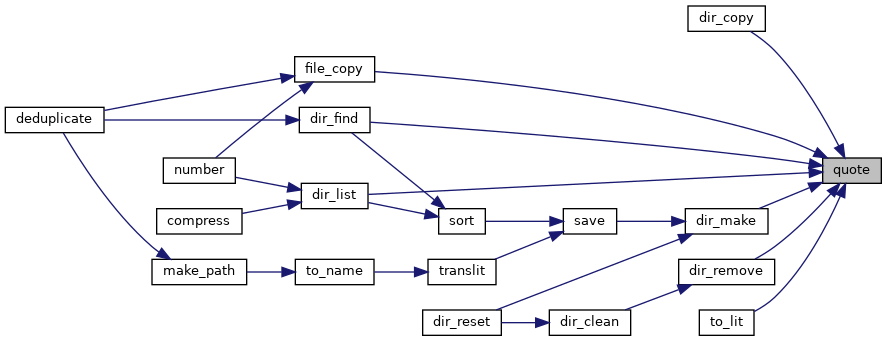 dir_copy
file_copy
deduplicate
dir_find
quote
number
dir_list
compress
sort
save
dir_make
make_path
to_name
translit
dir_remove
dir_reset
dir_clean
to_lit